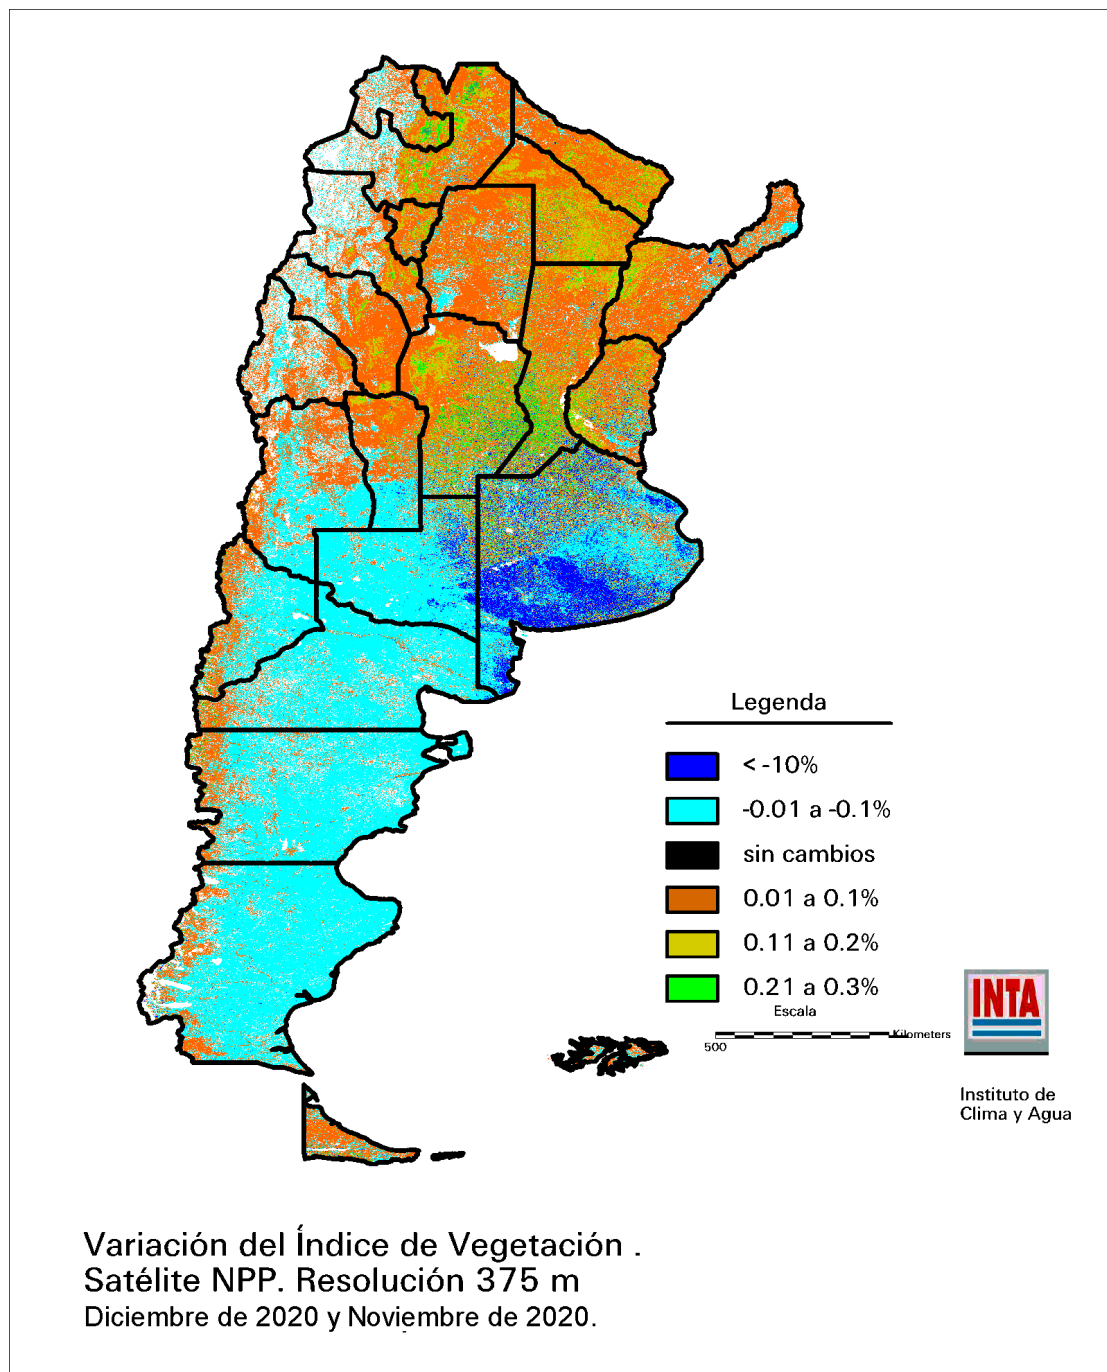 Legenda
< -10%
-0.01 a -0.1%
sin cambios
0.01 a 0.1%
0.11 a 0.2%
0.21 a 0.3%
Escala
500
Kilometers
INTA
Instituto de
Clima y Agua
Variación del Índice de Vegetación .
Satélite NPP. Resolución 375 m
Diciembre de 2020 y Noviembre de 2020.